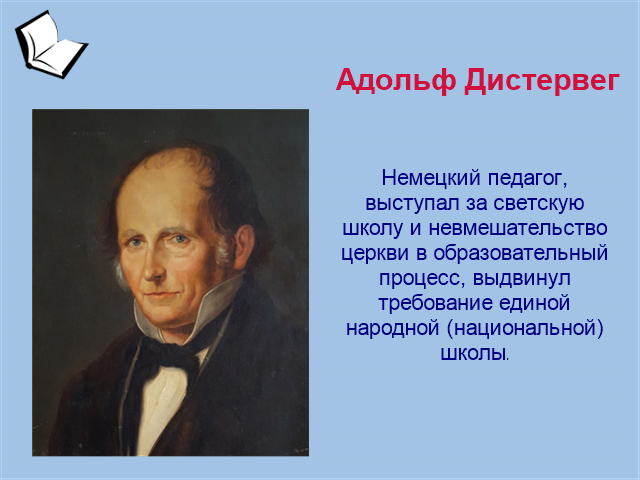 Адольф Дистервег
Немецкий педагог,
выступал за светскую
школу и невмешательство
церкви в образовательный
процесс, выдвинул
требование единой
народной (национальной)
школы.